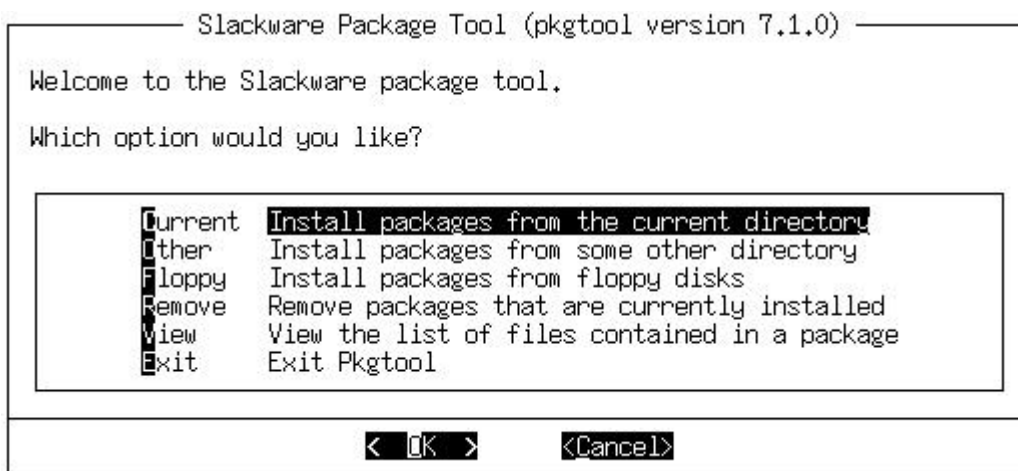 Slackware Package Tool (pkgtool version 7.1.0)
Welcome to the Slackware package tool.
Which option would you like?
Current Install packages from the current directory
Other Install packages from some other directory
Floppy Install packages from floppy disks
Remove Remove packages that are currently installed
View View the list of files contained in a package
Exit Exit Pkgtool
< OK > <Cancel>